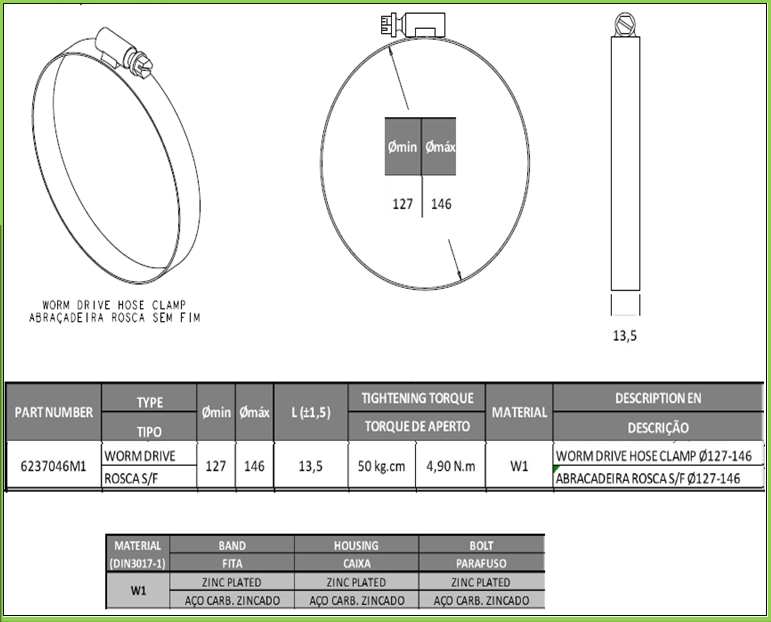 Ømin Ømáx
127 146
WORM DRIVE HOSE CLAMP
ABRAÇADEIRA ROSCA SEM FIM
13,5
PART NUMBER TYPE Ømin Ømáx L (±1,5) TIGHTENING TORQUE MATERIAL DESCRIPTION EN
TIPO TORQUE DE APERTO DESCRIÇÃO
6237046M1 WORM DRIVE 127 146 13,5 50 kg.cm 4,90 N.m W1 WORM DRIVE HOSE CLAMP Ø127-146
ROSCA S/F ABRACADEIRA ROSCA S/F Ø127-146
MATERIAL BAND HOUSING BOLT
(DIN3017-1) FITA CAIXA PARAFUSO
W1 ZINC PLATED ZINC PLATED ZINC PLATED
AÇO CARB. ZINCADO AÇO CARB. ZINCADO AÇO CARB. ZINCADO